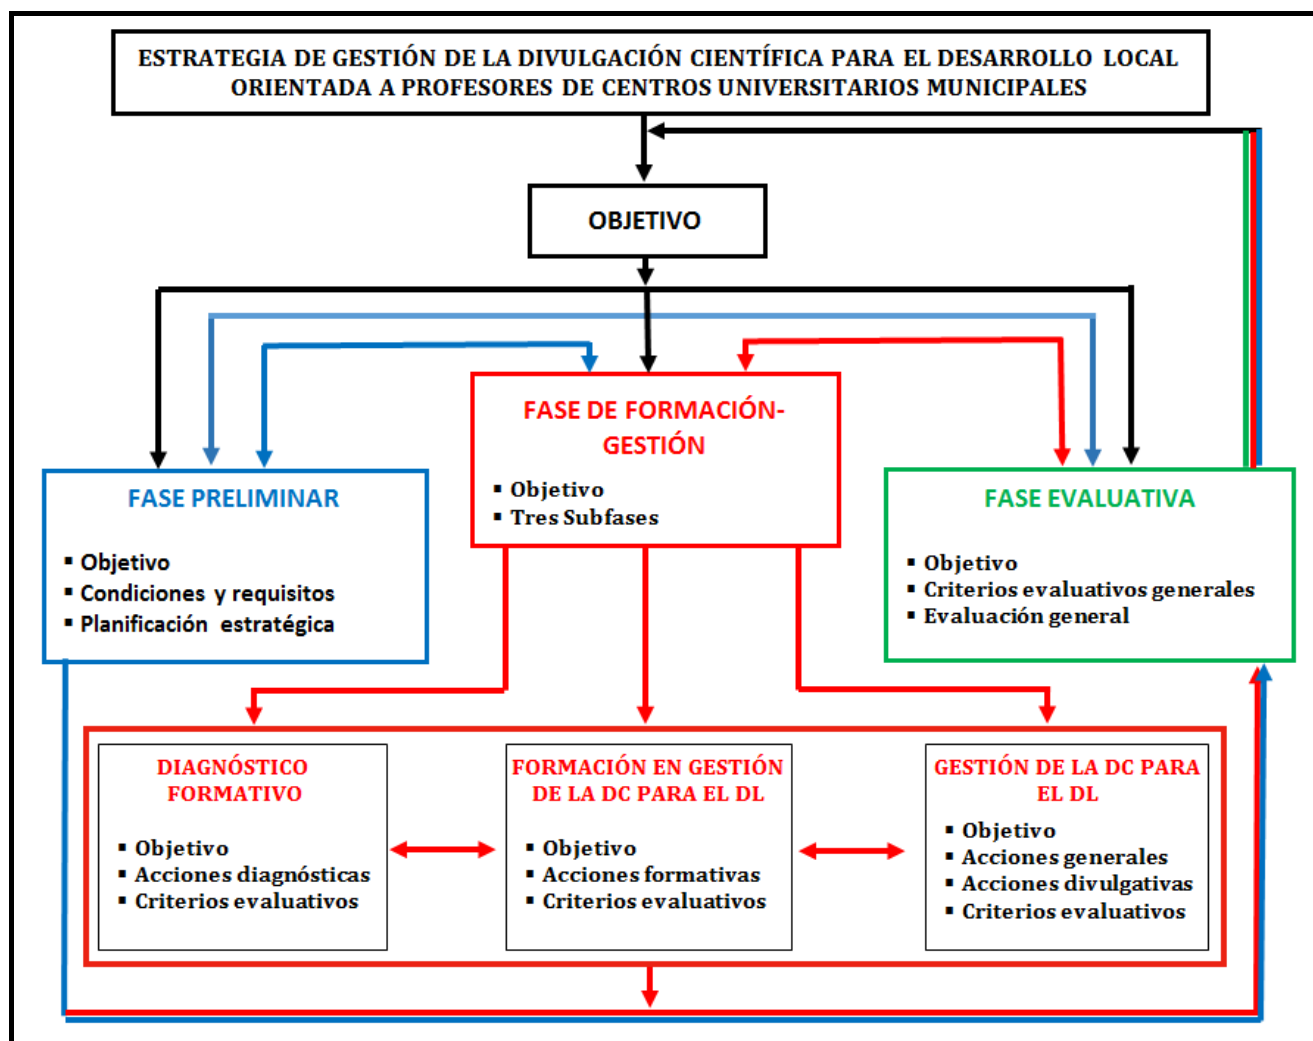 ESTRATEGIA DE GESTIÓN DE LA DIVULGACIÓN CIENTÍFICA PARA EL DESARROLLO LOCAL
ORIENTADA A PROFESORES DE CENTROS UNIVERSITARIOS MUNICIPALES
OBJETIVO
FASE DE FORMACIÓN-
GESTIÓN
▪ Objetivo
▪ Tres Subfases
FASE PRELIMINAR
▪ Objetivo
▪ Condiciones y requisitos
▪ Planificación estratégica
FASE EVALUATIVA
▪ Objetivo
▪ Criterios evaluativos generales
▪ Evaluación general
DIAGNÓSTICO
FORMATIVO
▪ Objetivo
▪ Acciones diagnósticas
▪ Criterios evaluativos
FORMACIÓN EN GESTIÓN
DE LA DC PARA EL DL
▪ Objetivo
▪ Acciones formativas
▪ Criterios evaluativos
GESTIÓN DE LA DC PARA
EL DL
▪ Objetivo
▪ Acciones generales
▪ Acciones divulgativas
▪ Criterios evaluativos